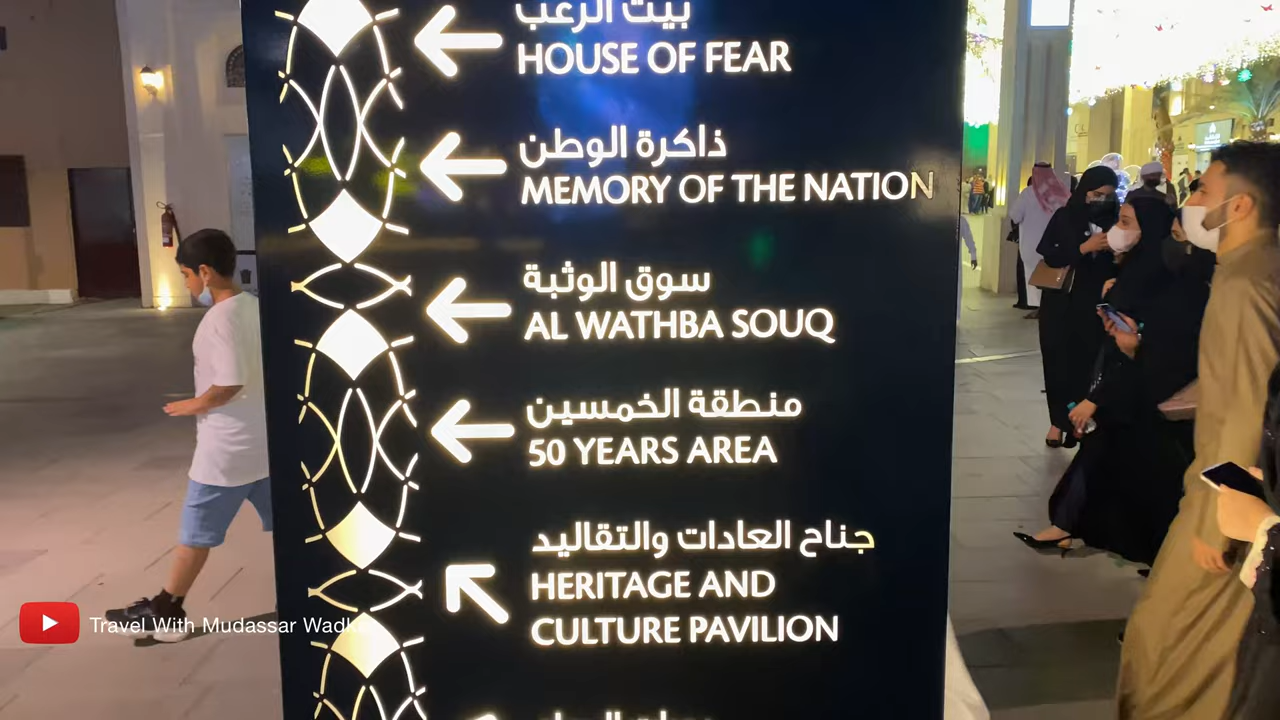 بيت الرعب
HOUSE OF FEAR
ذاكرة الوطن
MEMORY OF THE NATION
سوق الوثبة
AL WATHBA SOUQ
منطقة الخمسين
50 YEARS AREA
جناح العادات والتقاليد
HERITAGE AND
CULTURE PAVILION
Travel With Mudassar Wadkar